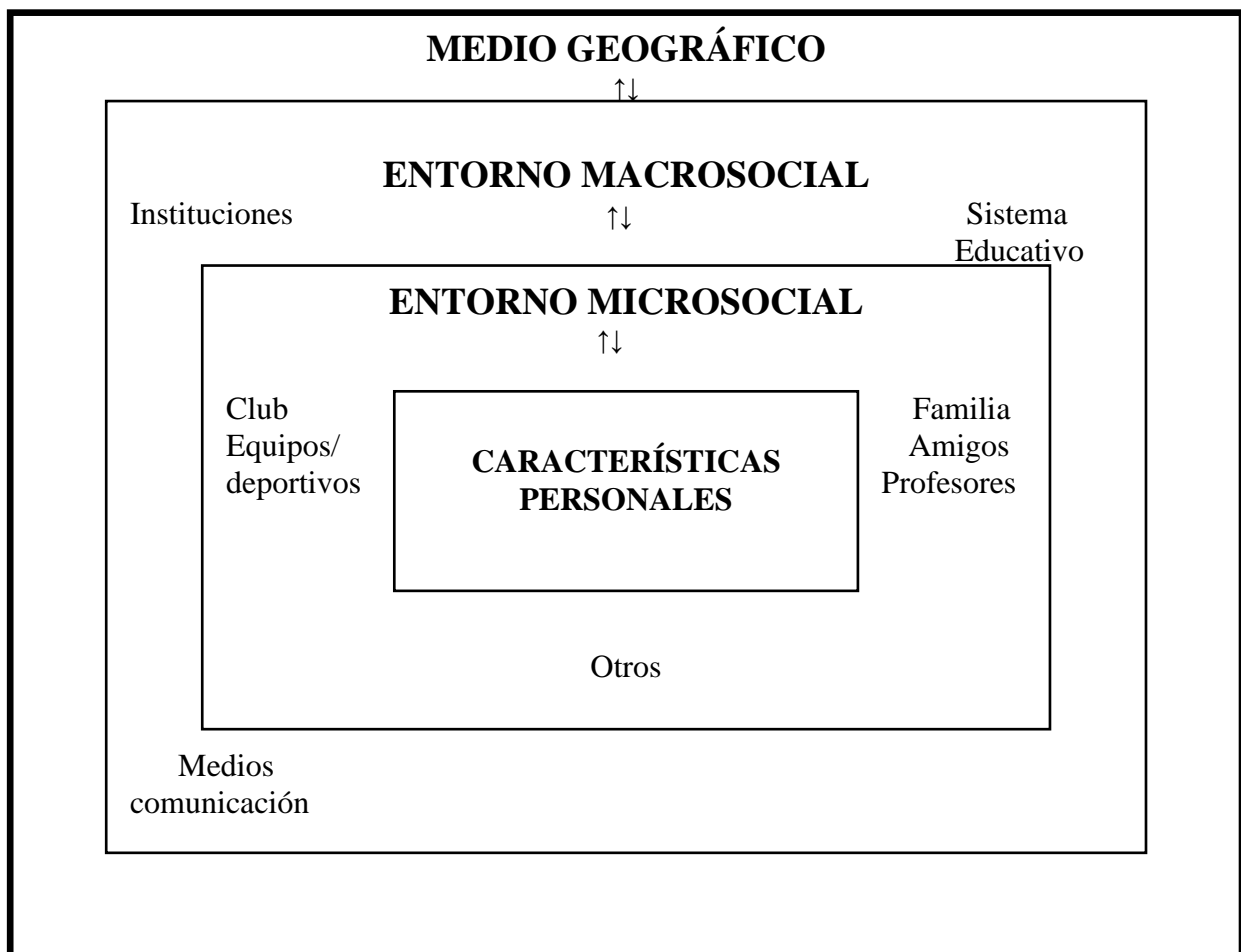 MEDIO GEOGRÁFICO
↑↓
ENTORNO MACROSOCIAL
Instituciones
↑↓
Sistema
Educativo
ENTORNO MICROSOCIAL
↑↓
Club
Equipos/
deportivos
CARACTERÍSTICAS
PERSONALES
Familia
Amigos
Profesores
Otros
Medios
comunicación